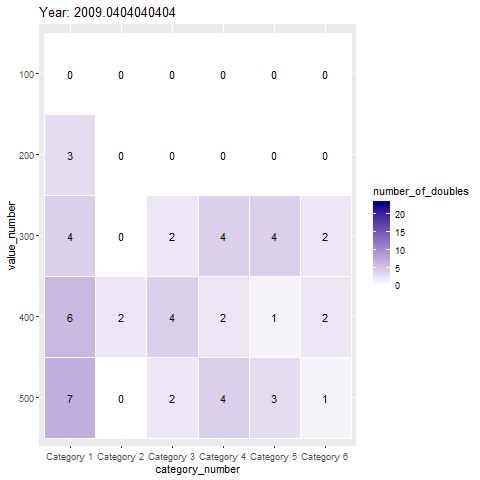 Year: 2009.0404040404
100 0 0 0 0 0 0
200 3 0 0 0 0 0
300 4 0 2 4 4 2
400 6 2 4 2 1 2
500 7 0 2 4 3 1
value_number
Category 1 Category 2 Category 3 Category 4 Category 5 Category 6
category_number
number_of_doubles
20
15
10
5
0